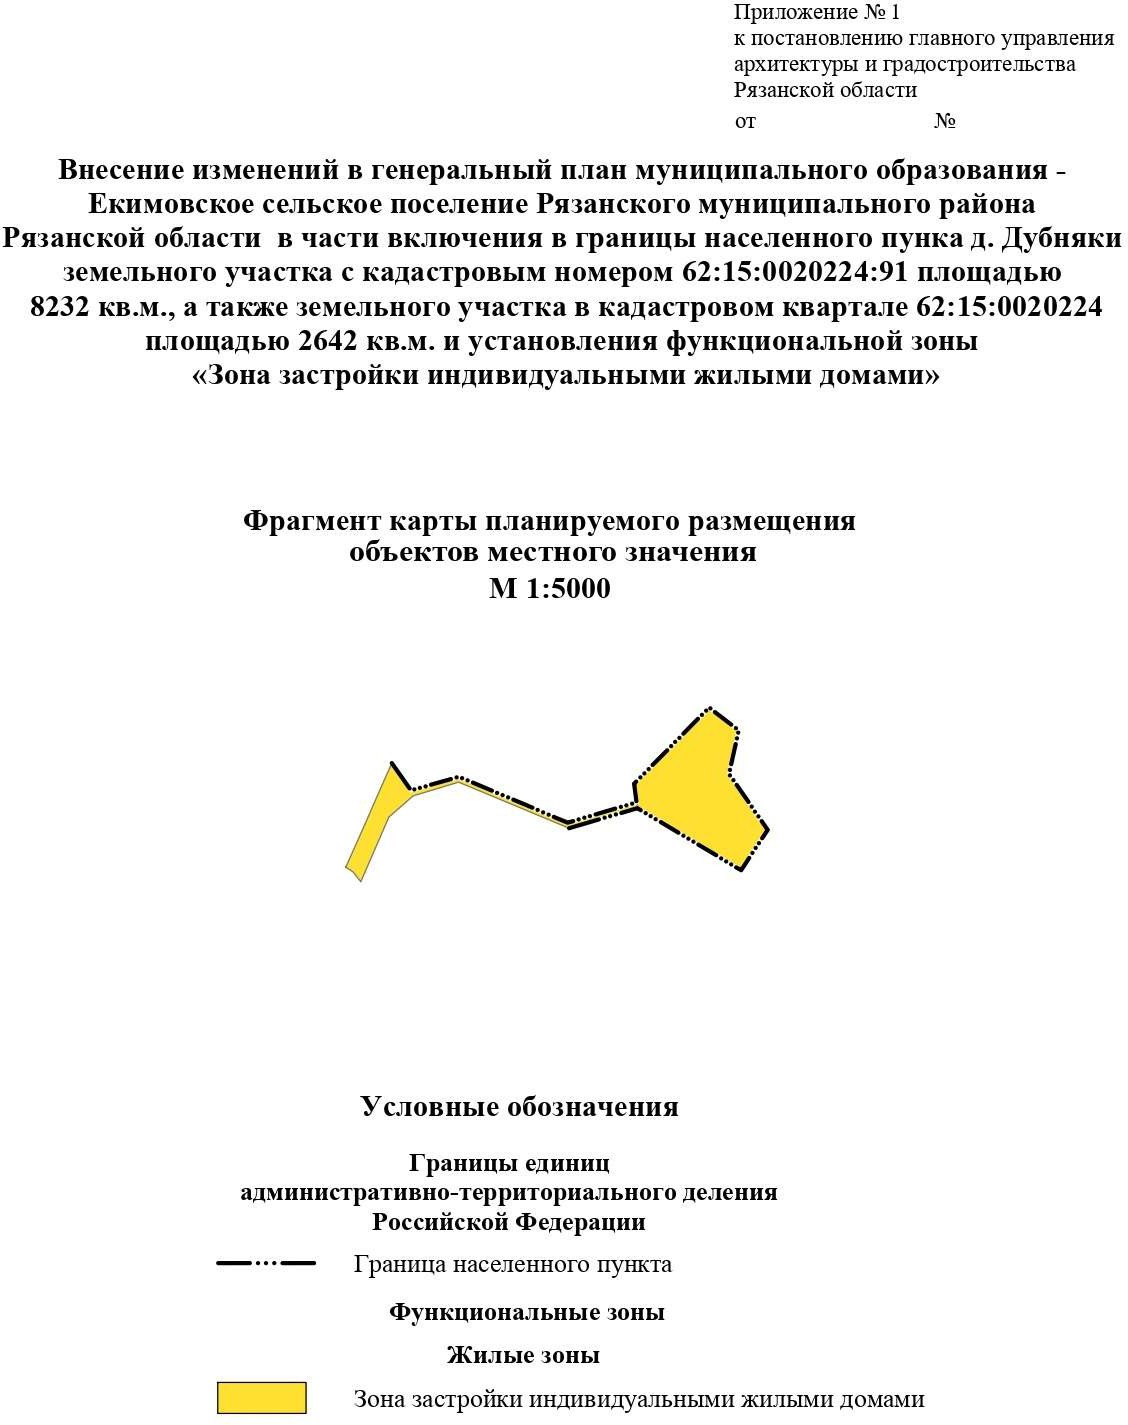 Приложение № 1
к постановлению главного управления
архитектуры и градостроительства
Рязанской области
от №
Внесение изменений в генеральный план муниципального образования -
Екимовское сельское поселение Рязанского муниципального района
Рязанской области в части включения в границы населенного пунка д. Дубняки
земельного участка с кадастровым номером 62:15:0020224:91 площадью
8232 кв.м., а также земельного участка в кадастровом квартале 62:15:0020224
площадью 2642 кв.м. и установления функциональной зоны
«Зона застройки индивидуальными жилыми домами»
Фрагмент карты планируемого размещения
объектов местного значения
М 1:5000
Условные обозначения
Границы единиц
административно-территориального деления
Российской Федерации
Граница населенного пункта
Функциональные зоны
Жилые зоны
Зона застройки индивидуальными жилыми домами